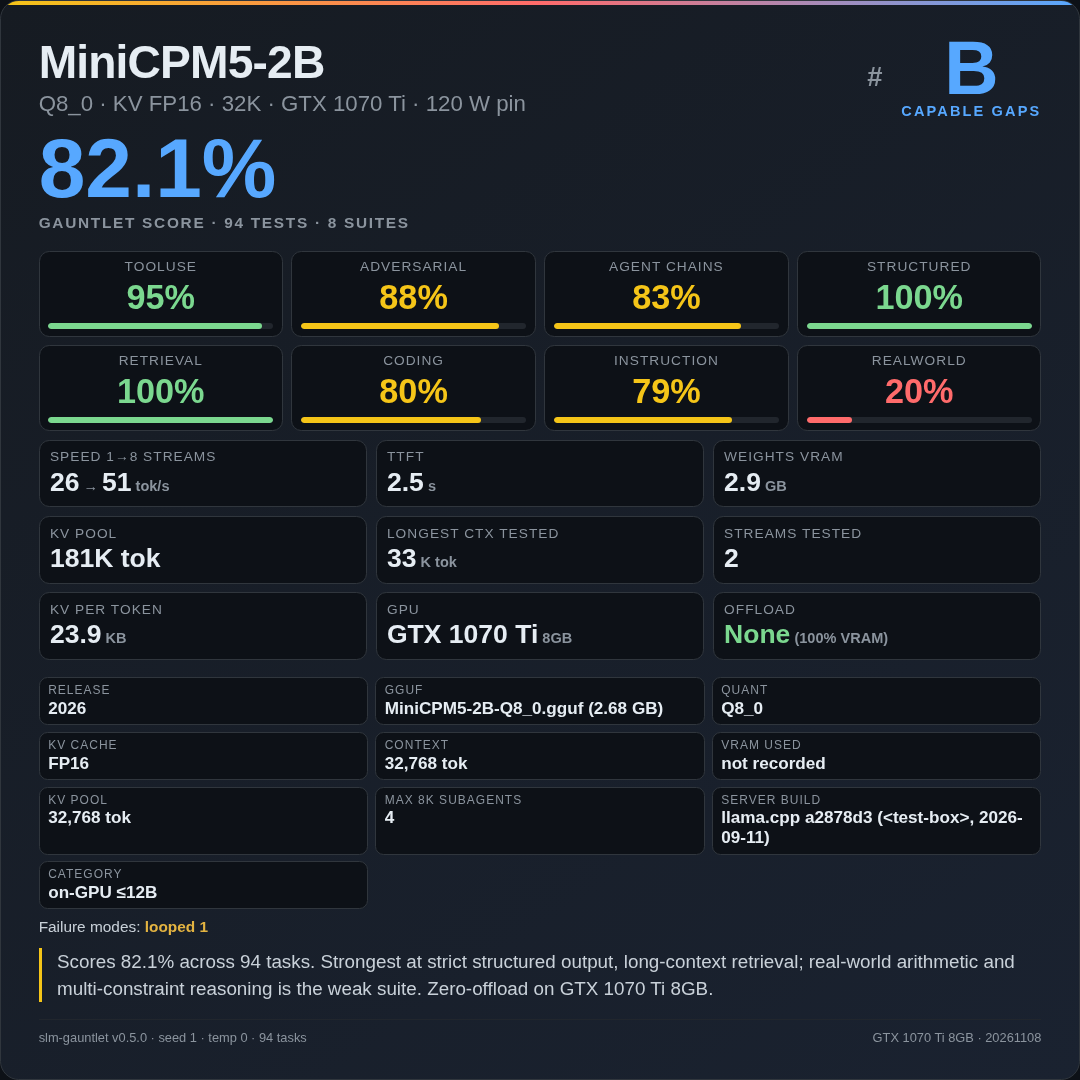 MiniCPM5-2B
Q8_0 · KV FP16 · 32K · GTX 1070 Ti · 120 W pin
#
B
CAPABLE GAPS
82.1%
GAUNTLET SCORE · 94 TESTS · 8 SUITES
TOOLUSE
95%
ADVERSARIAL
88%
AGENT CHAINS
83%
STRUCTURED
100%
RETRIEVAL
100%
CODING
80%
INSTRUCTION
79%
REALWORLD
20%
SPEED 1→8 STREAMS
26 → 51 tok/s
TTFT
2.5 s
WEIGHTS VRAM
2.9 GB
KV POOL
181K tok
LONGEST CTX TESTED
33 K tok
STREAMS TESTED
2
KV PER TOKEN
23.9 KB
GPU
GTX 1070 Ti 8GB
OFFLOAD
None (100% VRAM)
RELEASE
2026
GGUF
MiniCPM5-2B-Q8_0.gguf (2.68 GB)
QUANT
Q8_0
KV CACHE
FP16
CONTEXT
32,768 tok
VRAM USED
not recorded
KV POOL
32,768 tok
MAX 8K SUBAGENTS
4
SERVER BUILD
llama.cpp a2878d3 (<test-box>, 2026-
09-11)
CATEGORY
on-GPU ≤12B
Failure modes: looped 1
Scores 82.1% across 94 tasks. Strongest at strict structured output, long-context retrieval; real-world arithmetic and
multi-constraint reasoning is the weak suite. Zero-offload on GTX 1070 Ti 8GB.
slm-gauntlet v0.5.0 · seed 1 · temp 0 · 94 tasks
GTX 1070 Ti 8GB · 20261108